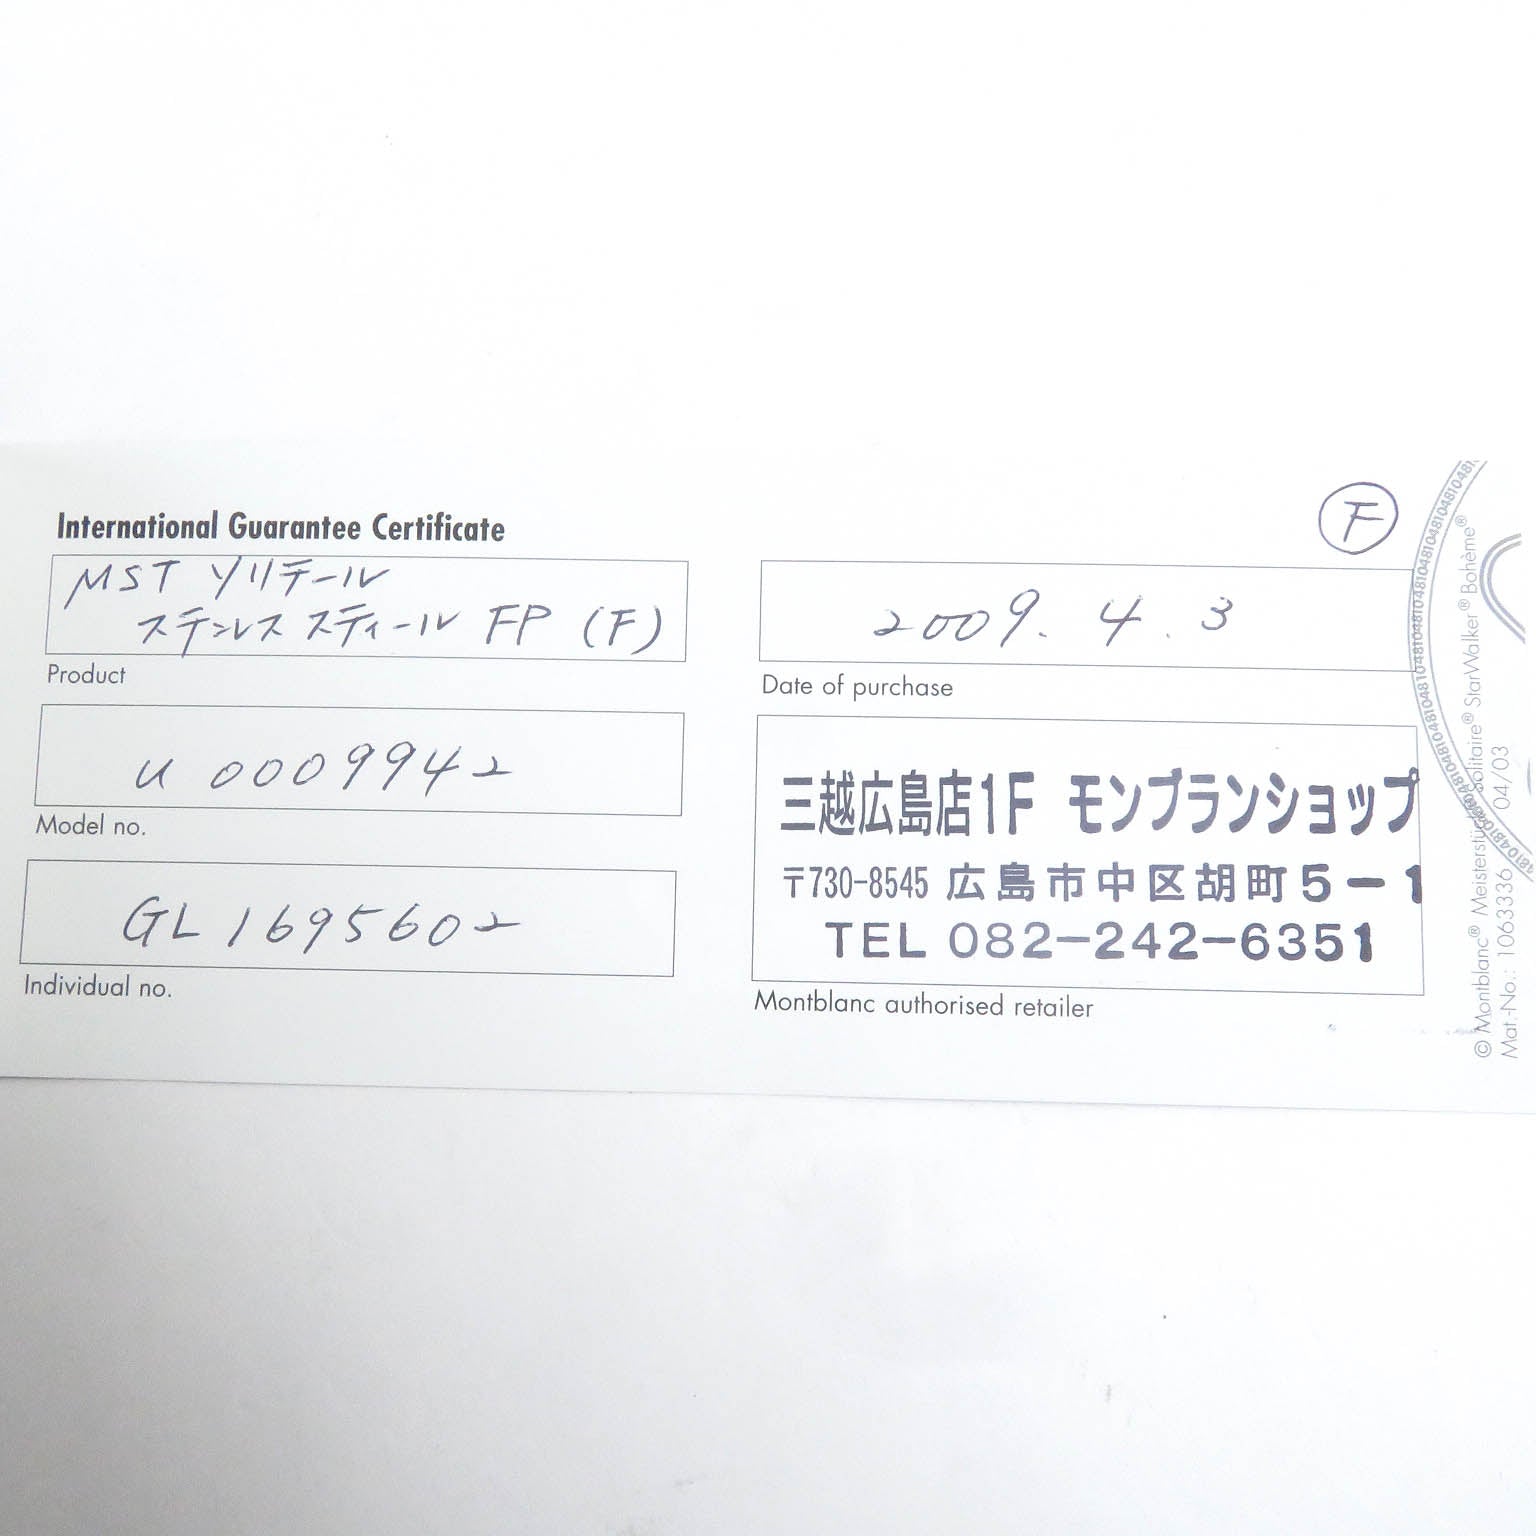 International Guarantee Certificate
MST ソリテール
ステンレス スティール FP (F)
Product
U 0009942
Model no.
GL 1695602
Individual no.
F
2009. 4. 3
Date of purchase
三越広島店1F モンブランショップ
〒730-8545 広島市中区胡町5-1
TEL 082-242-6351
Montblanc authorised retailer
© Montblanc® Meisterstück® Solitaire® StarWalker® Bohème®
Mat.-No.: 1063336 04/03